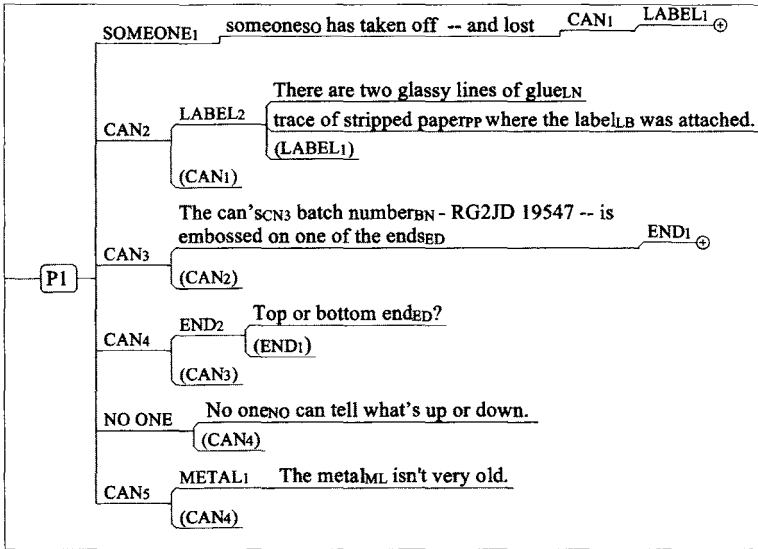 SOMEONE1 someoneSO has taken off -- and lost CAN1 LABEL1 ⊕
There are two glassy lines of glueLN
LABEL2
trace of stripped paperPP where the labelLB was attached.
CAN2
(LABEL1)
(CAN1)
The can'sCN3 batch numberBN - RG2JD 19547 -- is
embossed on one of the endsED END1 ⊕
CAN3
(CAN2)
P1
Top or bottom endED?
END2
(END1)
CAN4
(CAN3)
No oneNO can tell what's up or down.
NO ONE
(CAN4)
METAL1 The metalML isn't very old.
CAN5
(CAN4)